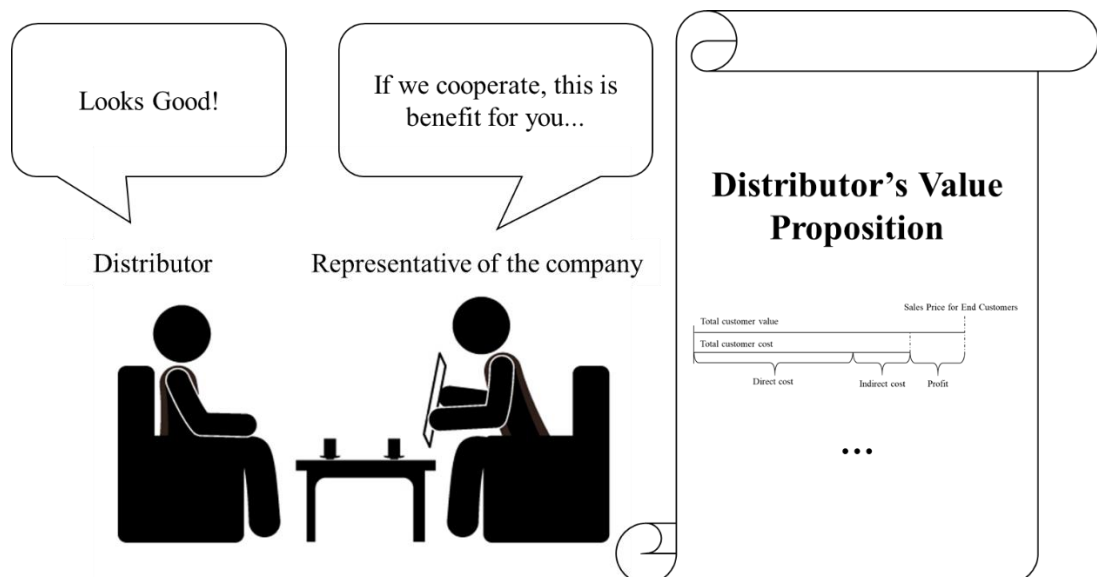 Looks Good!
If we cooperate, this is
benefit for you...
Distributor
Representative of the company
Distributor's Value
Proposition
Sales Price for End Customers
Total customer value
Total customer cost
Direct cost
Indirect cost
Profit
...